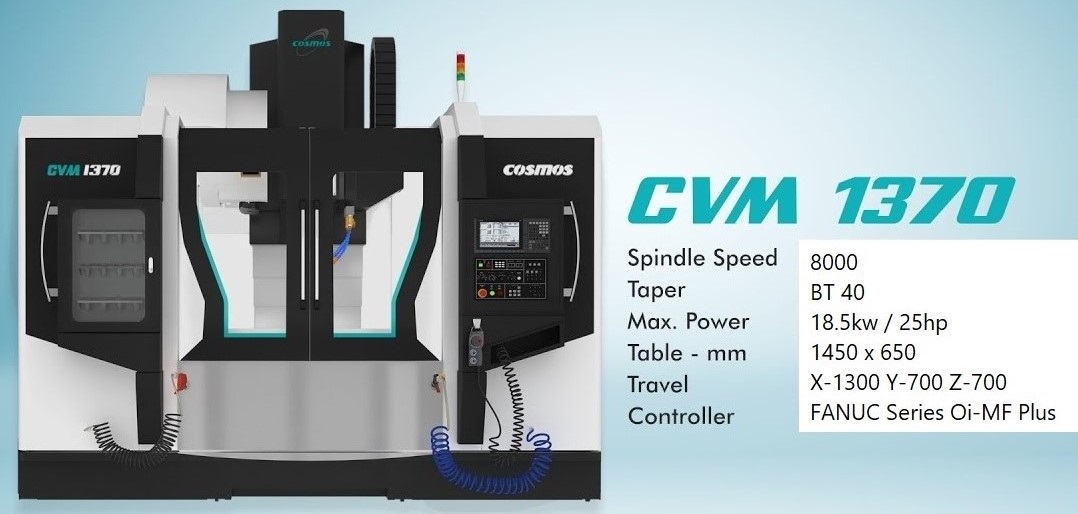 COSMOS
CVM 1370
COSMOS
CVM 1370
Spindle Speed 8000
Taper BT 40
Max. Power 18.5kw / 25hp
Table - mm 1450 x 650
Travel X-1300 Y-700 Z-700
Controller FANUC Series Oi-MF Plus